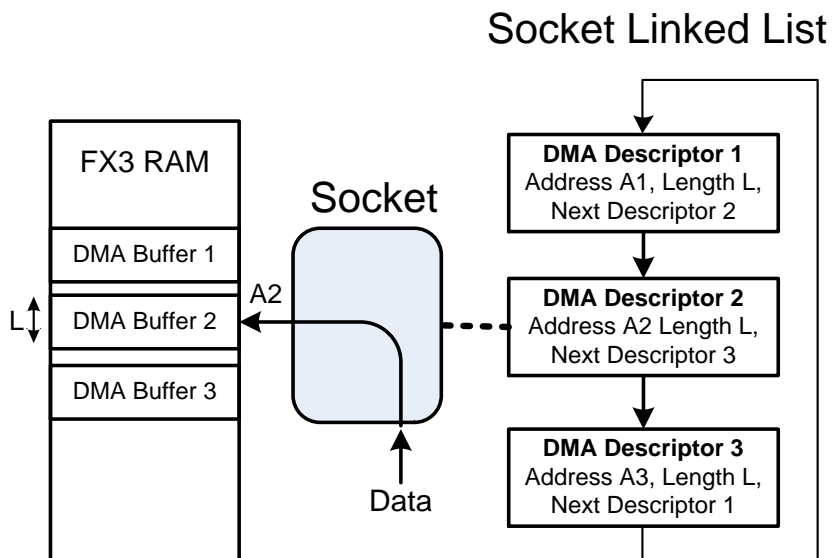 Socket Linked List
FX3 RAM
DMA Buffer 1
L
DMA Buffer 2
DMA Buffer 3
Socket
A2
Data
DMA Descriptor 1
Address A1, Length L,
Next Descriptor 2
DMA Descriptor 2
Address A2 Length L,
Next Descriptor 3
DMA Descriptor 3
Address A3, Length L,
Next Descriptor 1